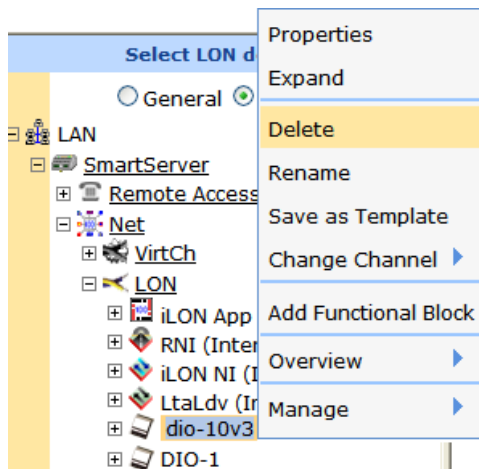 Select LON d
General
LAN
SmartServer
Remote Access
Net
VirtCh
LON
iLON App
RNI (Inter
iLON NI (I
LtaLdv (In
dio-10v3
DIO-1
Properties
Expand
Delete
Rename
Save as Template
Change Channel
Add Functional Block
Overview
Manage